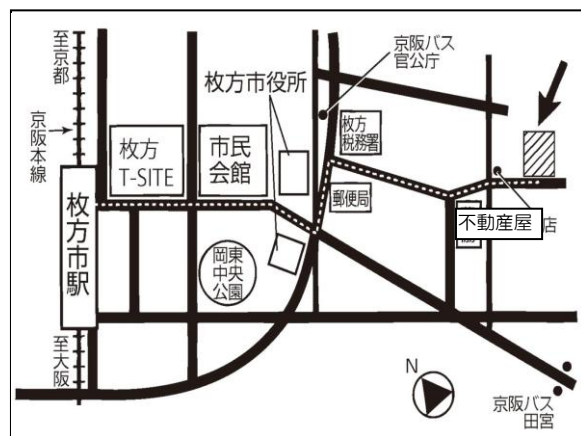 至京都
京阪本線
枚方
T-SITE
市民
会館
枚方市役所
京阪バス
官公庁
枚方
税務署
郵便局
枚方市駅
岡東
中央
公園
不動産屋
店
至大阪
N
京阪バス
田宮